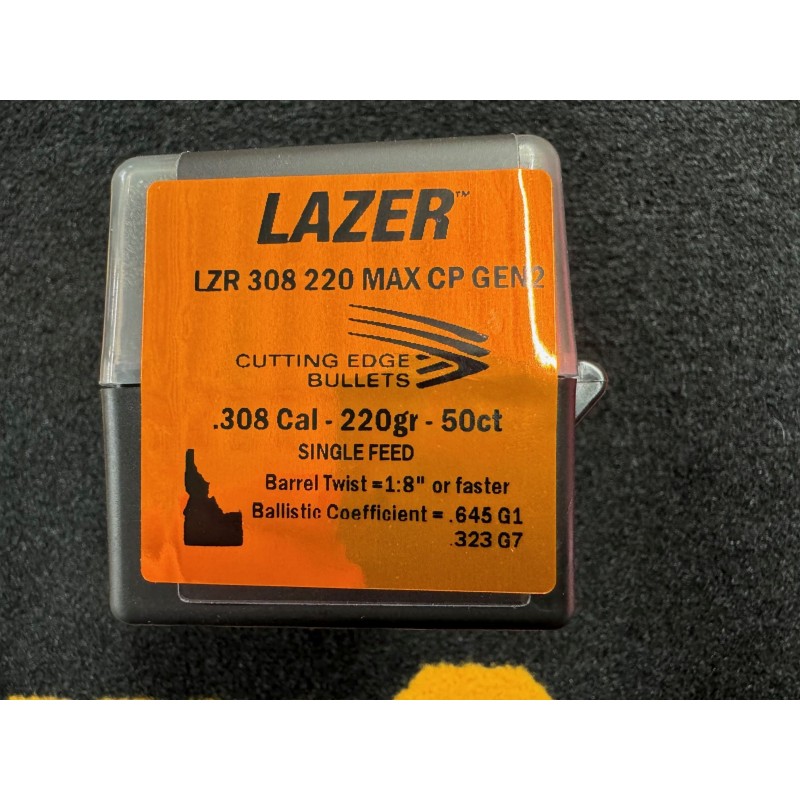 LAZER™
LZR 308 220 MAX CP GEN2
CUTTING EDGE
BULLETS
.308 Cal - 220gr - 50ct
SINGLE FEED
Barrel Twist =1:8" or faster
Ballistic Coefficient = .645 G1
.323 G7